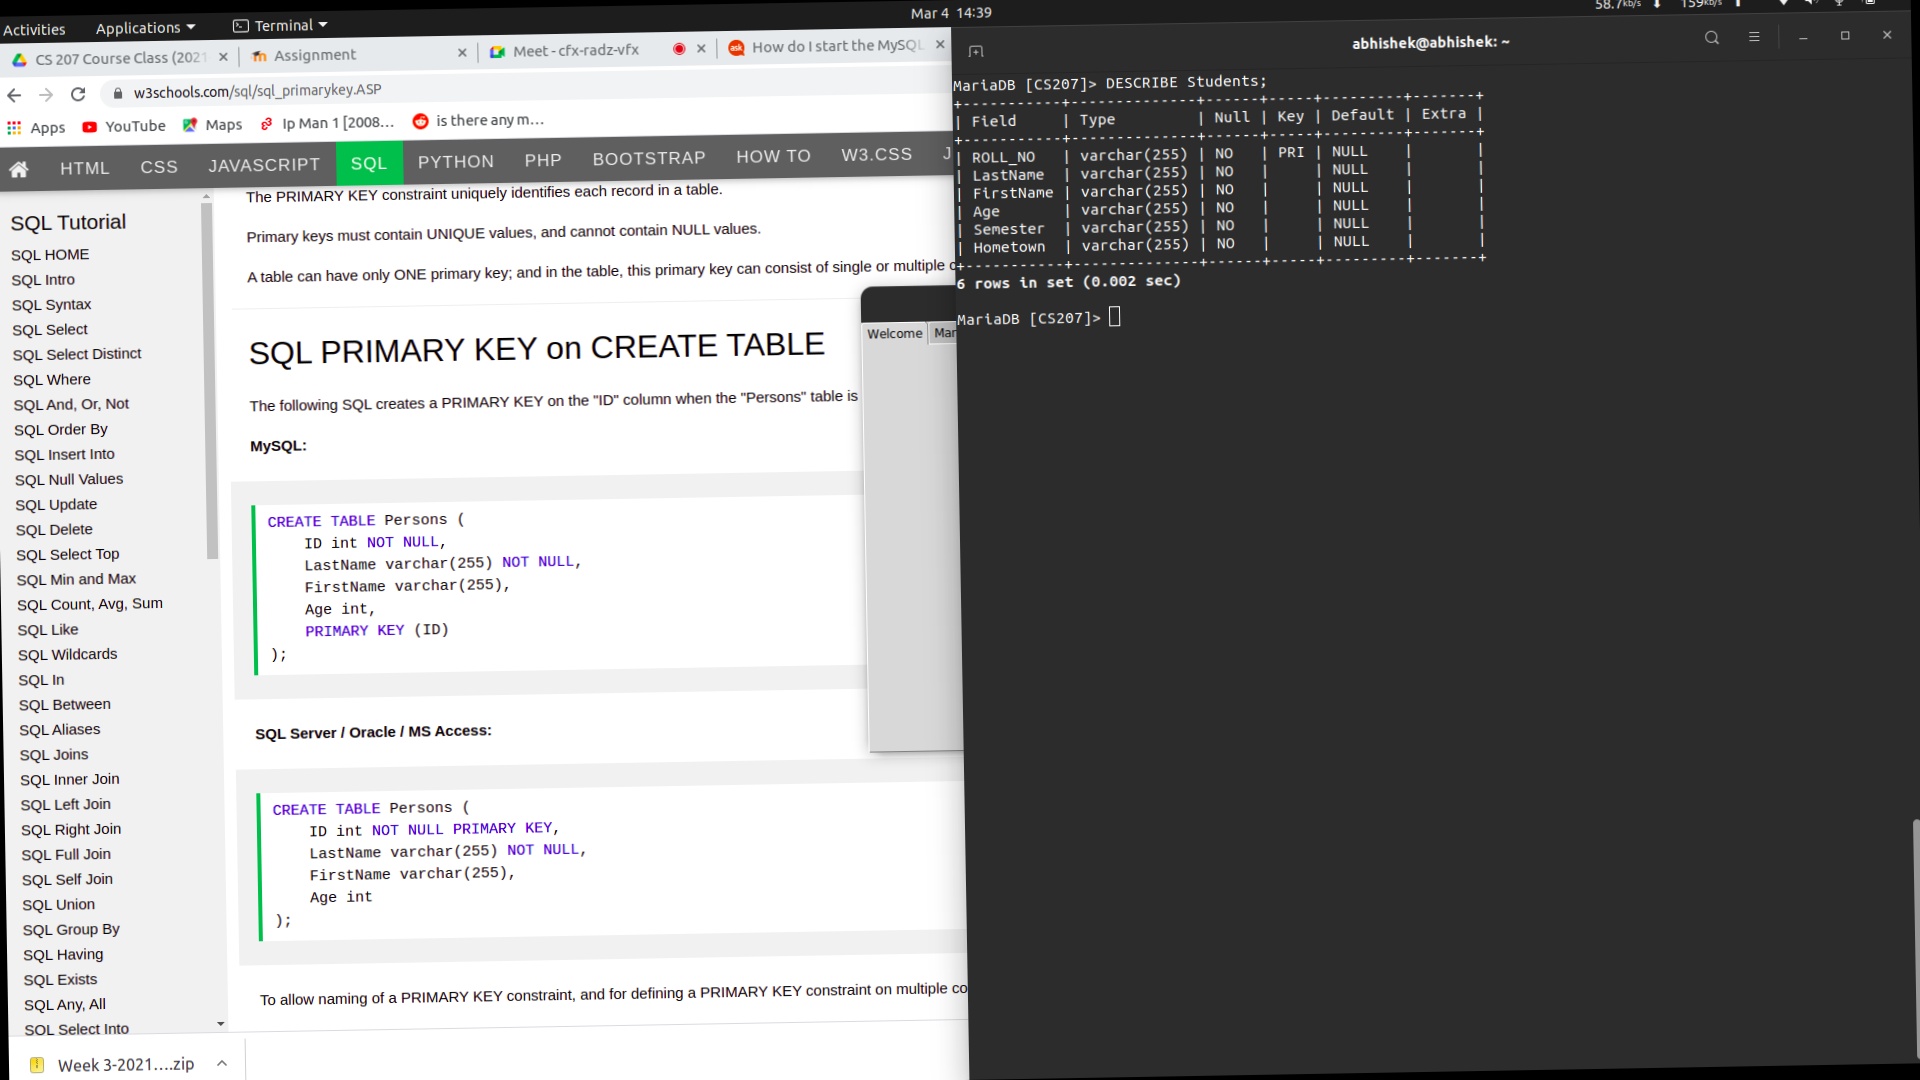 Activities
Applications
Terminal
Mar 4 14:39
58.7kb/s
159kb/s
CS 207 Course Class (2021
Assignment
Meet - cfx-radz-vfx
How do I start the MySQL
w3schools.com/sql/sql_primarykey.ASP
Apps
YouTube
Maps
Ip Man 1 [2008...
is there any m...
HTML
CSS
JAVASCRIPT
SQL
PYTHON
PHP
BOOTSTRAP
HOW TO
W3.CSS
J
SQL Tutorial
SQL HOME
SQL Intro
SQL Syntax
SQL Select
SQL Select Distinct
SQL Where
SQL And, Or, Not
SQL Order By
SQL Insert Into
SQL Null Values
SQL Update
SQL Delete
SQL Select Top
SQL Min and Max
SQL Count, Avg, Sum
SQL Like
SQL Wildcards
SQL In
SQL Between
SQL Aliases
SQL Joins
SQL Inner Join
SQL Left Join
SQL Right Join
SQL Full Join
SQL Self Join
SQL Union
SQL Group By
SQL Having
SQL Exists
SQL Any, All
SQL Select Into
The PRIMARY KEY constraint uniquely identifies each record in a table.
Primary keys must contain UNIQUE values, and cannot contain NULL values.
A table can have only ONE primary key; and in the table, this primary key can consist of single or multiple c
SQL PRIMARY KEY on CREATE TABLE
The following SQL creates a PRIMARY KEY on the "ID" column when the "Persons" table is
MySQL:
CREATE TABLE Persons (
ID int NOT NULL,
LastName varchar(255) NOT NULL,
FirstName varchar(255),
Age int,
PRIMARY KEY (ID)
);
SQL Server / Oracle / MS Access:
CREATE TABLE Persons (
ID int NOT NULL PRIMARY KEY,
LastName varchar(255) NOT NULL,
FirstName varchar(255),
Age int
);
To allow naming of a PRIMARY KEY constraint, and for defining a PRIMARY KEY constraint on multiple co
Week 3-2021....zip
Welcome
Mar
abhishek@abhishek: ~
MariaDB [CS207]> DESCRIBE Students;
+-----------+--------------+------+-----+---------+-------+
| Field     | Type         | Null | Key | Default | Extra |
+-----------+--------------+------+-----+---------+-------+
| ROLL_NO   | varchar(255) | NO   | PRI | NULL    |       |
| LastName  | varchar(255) | NO   |     | NULL    |       |
| FirstName | varchar(255) | NO   |     | NULL    |       |
| Age       | varchar(255) | NO   |     | NULL    |       |
| Semester  | varchar(255) | NO   |     | NULL    |       |
| Hometown  | varchar(255) | NO   |     | NULL    |       |
+-----------+--------------+------+-----+---------+-------+
6 rows in set (0.002 sec)
MariaDB [CS207]>